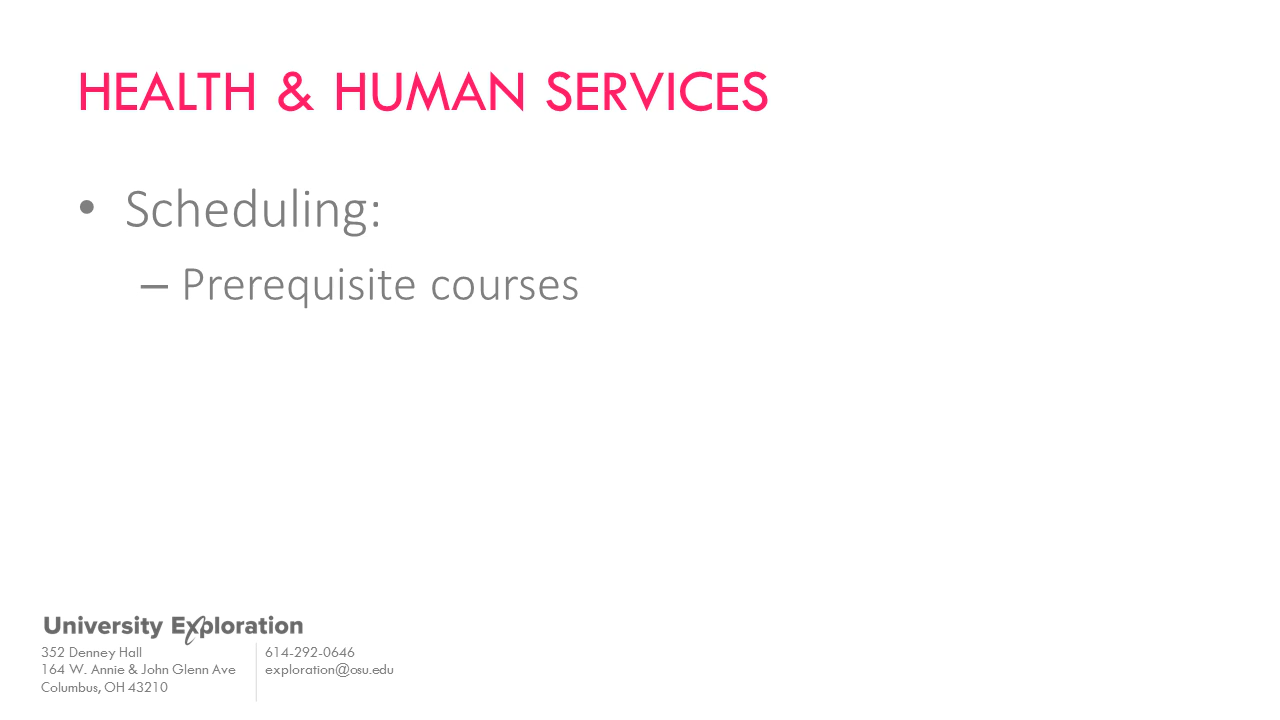 HEALTH & HUMAN SERVICES
• Scheduling:
– Prerequisite courses
University Exploration
352 Denney Hall
164 W. Annie & John Glenn Ave
Columbus, OH 43210
614-292-0646
exploration@osu.edu